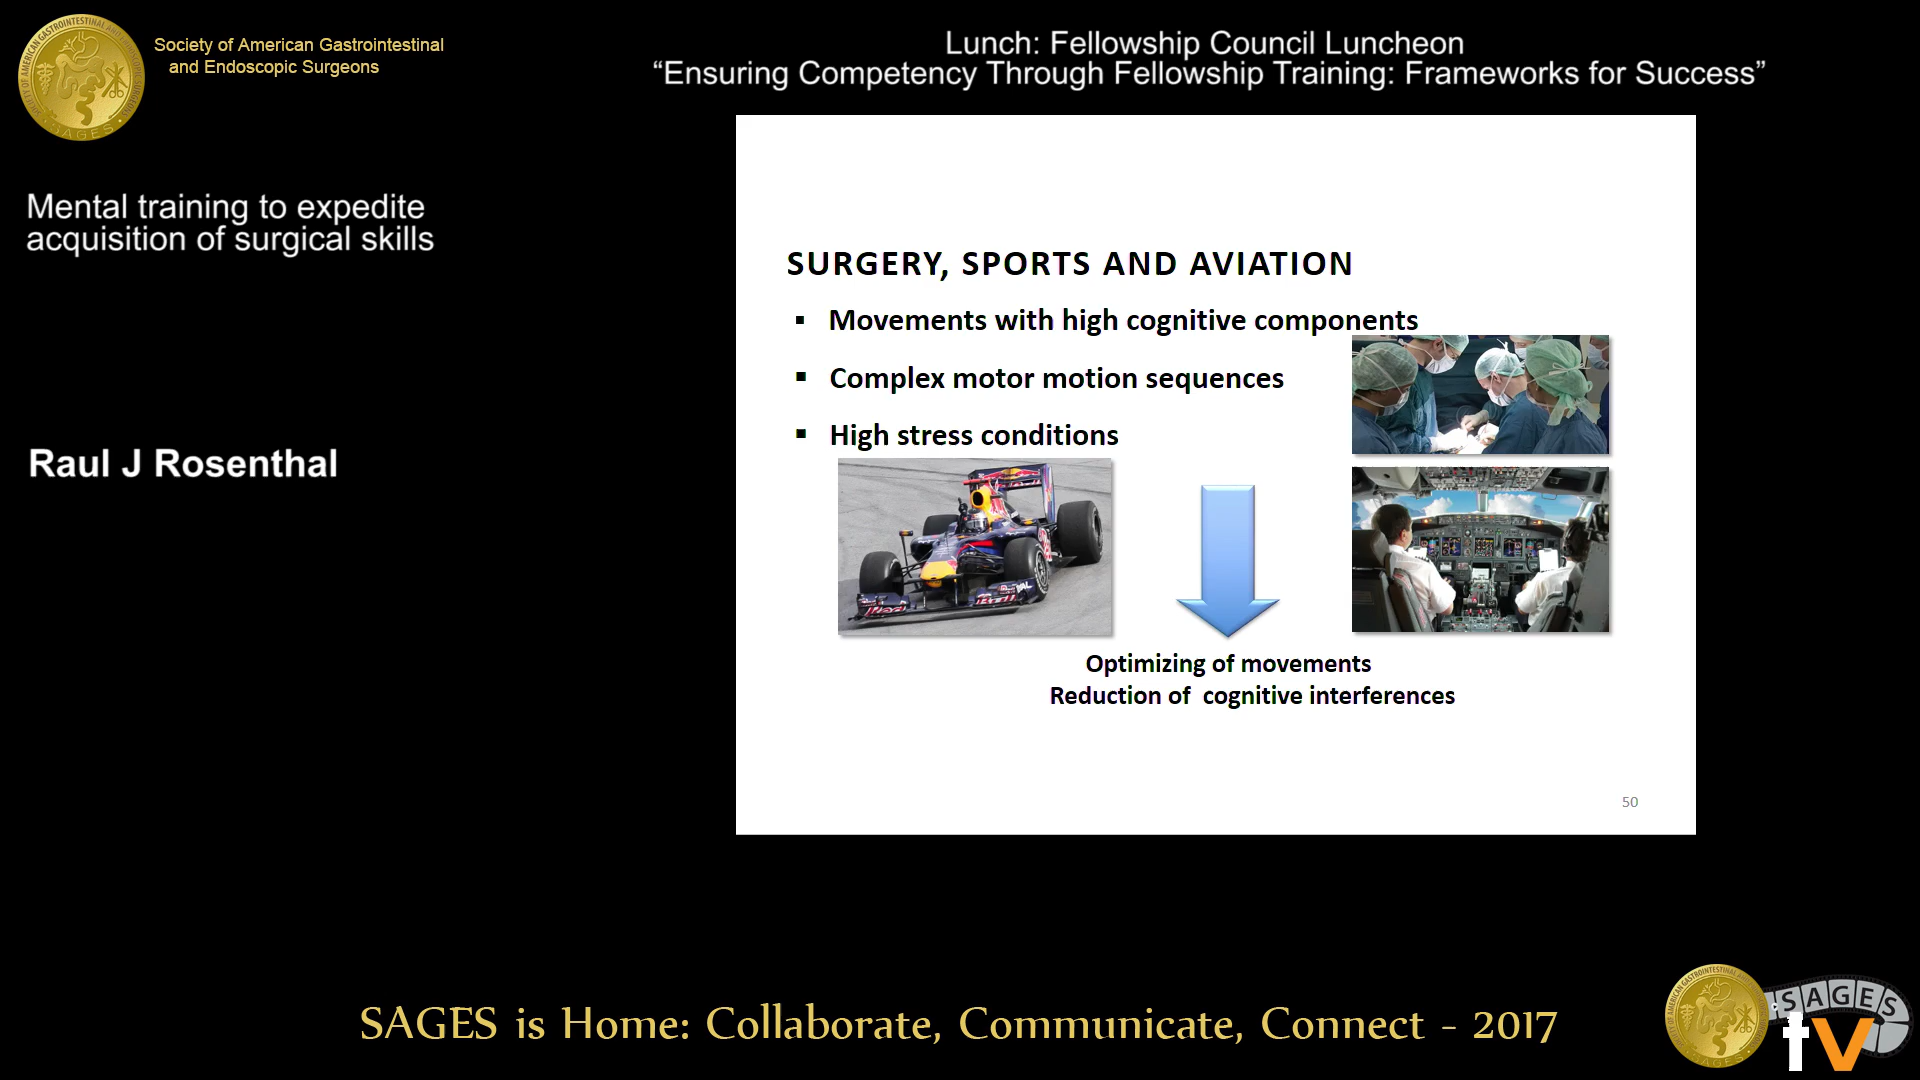 Society of American Gastrointestinal
and Endoscopic Surgeons
Lunch: Fellowship Council Luncheon
“Ensuring Competency Through Fellowship Training: Frameworks for Success”
Mental training to expedite
acquisition of surgical skills
Raul J Rosenthal
SURGERY, SPORTS AND AVIATION
▪ Movements with high cognitive components
▪ Complex motor motion sequences
▪ High stress conditions
Optimizing of movements
Reduction of cognitive interferences
50
SAGES is Home: Collaborate, Communicate, Connect - 2017
SAGES
tv